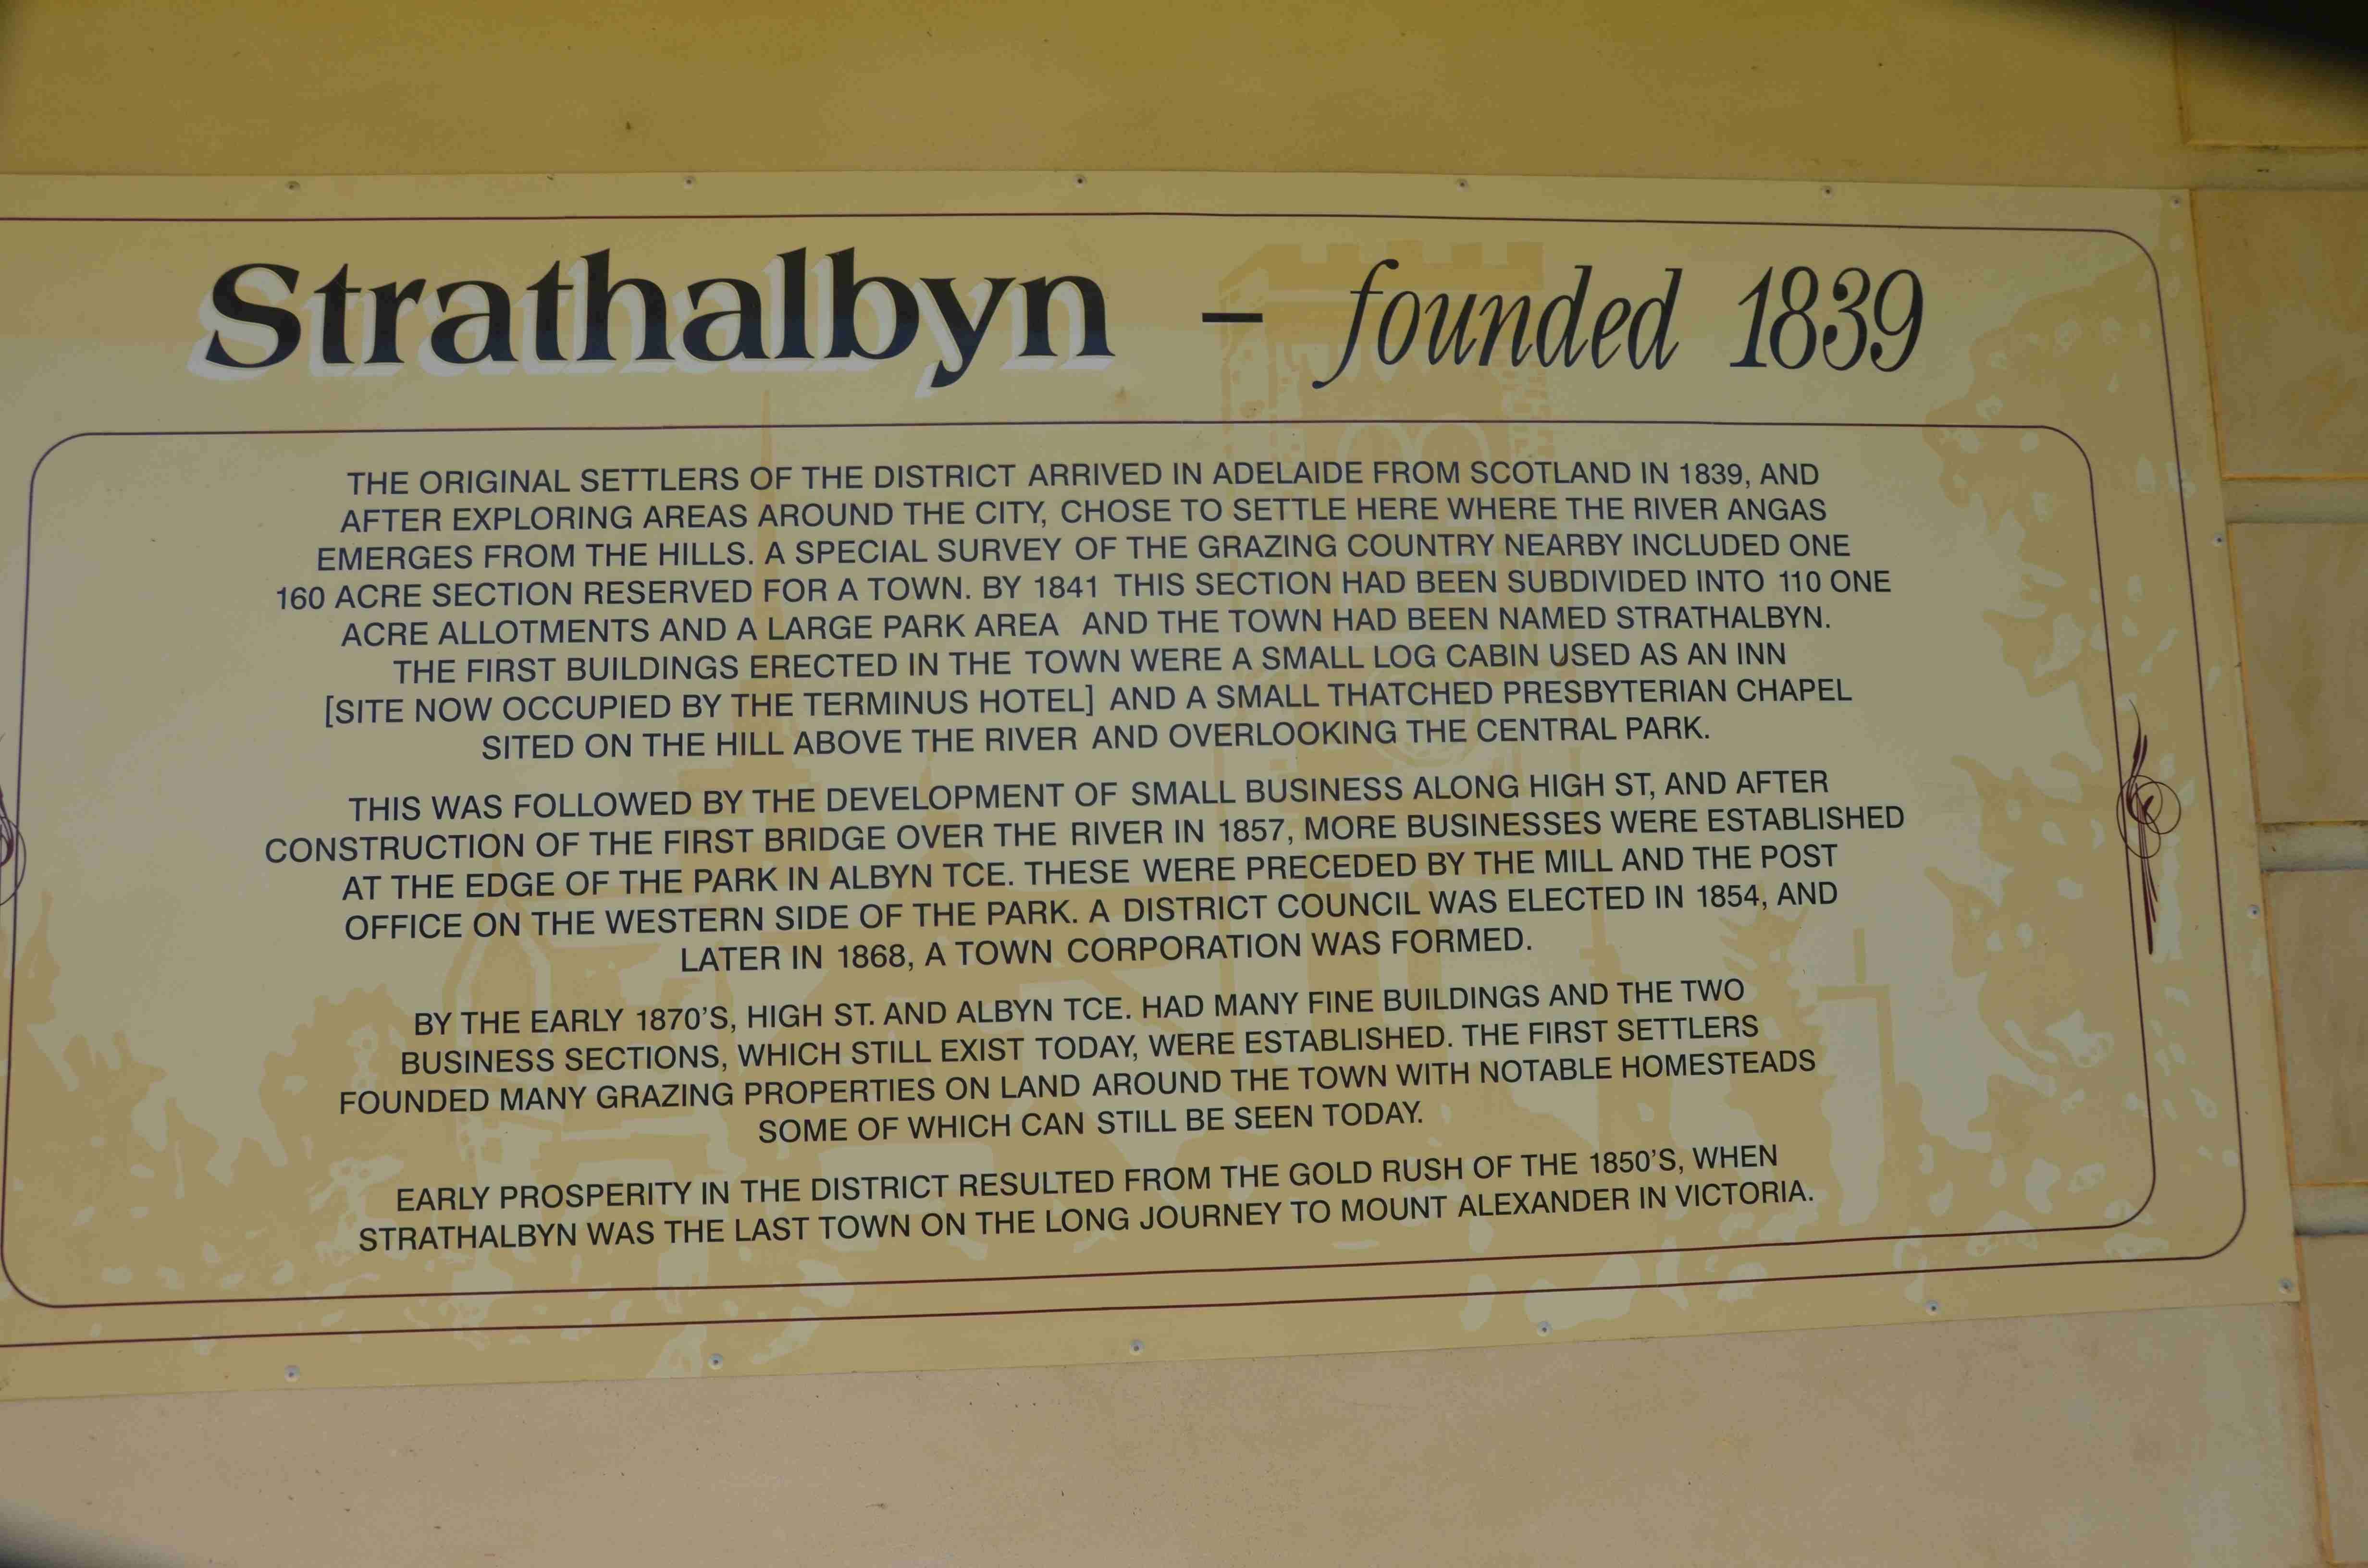 Strathalbyn – founded 1839
THE ORIGINAL SETTLERS OF THE DISTRICT ARRIVED IN ADELAIDE FROM SCOTLAND IN 1839, AND
AFTER EXPLORING AREAS AROUND THE CITY, CHOSE TO SETTLE HERE WHERE THE RIVER ANGAS
EMERGES FROM THE HILLS. A SPECIAL SURVEY OF THE GRAZING COUNTRY NEARBY INCLUDED ONE
160 ACRE SECTION RESERVED FOR A TOWN. BY 1841 THIS SECTION HAD BEEN SUBDIVIDED INTO 110 ONE
ACRE ALLOTMENTS AND A LARGE PARK AREA AND THE TOWN HAD BEEN NAMED STRATHALBYN.
THE FIRST BUILDINGS ERECTED IN THE TOWN WERE A SMALL LOG CABIN USED AS AN INN
[SITE NOW OCCUPIED BY THE TERMINUS HOTEL] AND A SMALL THATCHED PRESBYTERIAN CHAPEL
SITED ON THE HILL ABOVE THE RIVER AND OVERLOOKING THE CENTRAL PARK.
THIS WAS FOLLOWED BY THE DEVELOPMENT OF SMALL BUSINESS ALONG HIGH ST, AND AFTER
CONSTRUCTION OF THE FIRST BRIDGE OVER THE RIVER IN 1857, MORE BUSINESSES WERE ESTABLISHED
AT THE EDGE OF THE PARK IN ALBYN TCE. THESE WERE PRECEDED BY THE MILL AND THE POST
OFFICE ON THE WESTERN SIDE OF THE PARK. A DISTRICT COUNCIL WAS ELECTED IN 1854, AND
LATER IN 1868, A TOWN CORPORATION WAS FORMED.
BY THE EARLY 1870'S, HIGH ST. AND ALBYN TCE. HAD MANY FINE BUILDINGS AND THE TWO
BUSINESS SECTIONS, WHICH STILL EXIST TODAY, WERE ESTABLISHED. THE FIRST SETTLERS
FOUNDED MANY GRAZING PROPERTIES ON LAND AROUND THE TOWN WITH NOTABLE HOMESTEADS
SOME OF WHICH CAN STILL BE SEEN TODAY.
EARLY PROSPERITY IN THE DISTRICT RESULTED FROM THE GOLD RUSH OF THE 1850'S, WHEN
STRATHALBYN WAS THE LAST TOWN ON THE LONG JOURNEY TO MOUNT ALEXANDER IN VICTORIA.